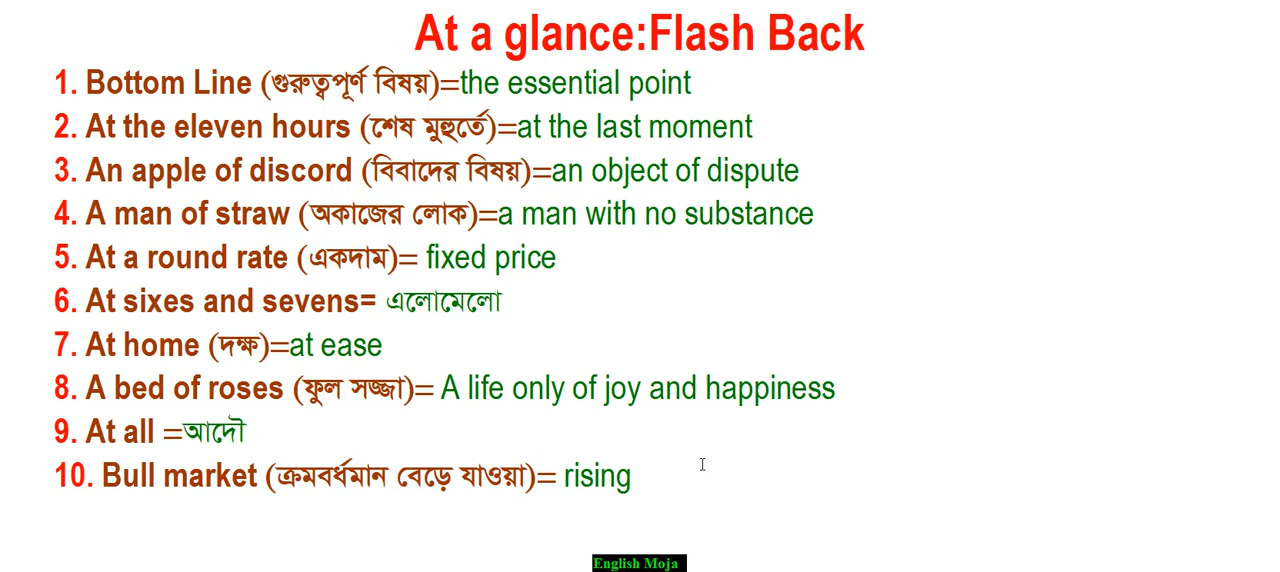 At a glance:Flash Back
1. Bottom Line (গুরুত্বপূর্ণ বিষয়)=the essential point
2. At the eleven hours (শেষ মুহুর্তে)=at the last moment
3. An apple of discord (বিবাদের বিষয়)=an object of dispute
4. A man of straw (অকাজের লোক)=a man with no substance
5. At a round rate (একদাম)= fixed price
6. At sixes and sevens= এলোমেলো
7. At home (দক্ষ)=at ease
8. A bed of roses (ফুল সজ্জা)= A life only of joy and happiness
9. At all =আদৌ
10. Bull market (ক্রমবর্ধমান বেড়ে যাওয়া)= rising
English Moja